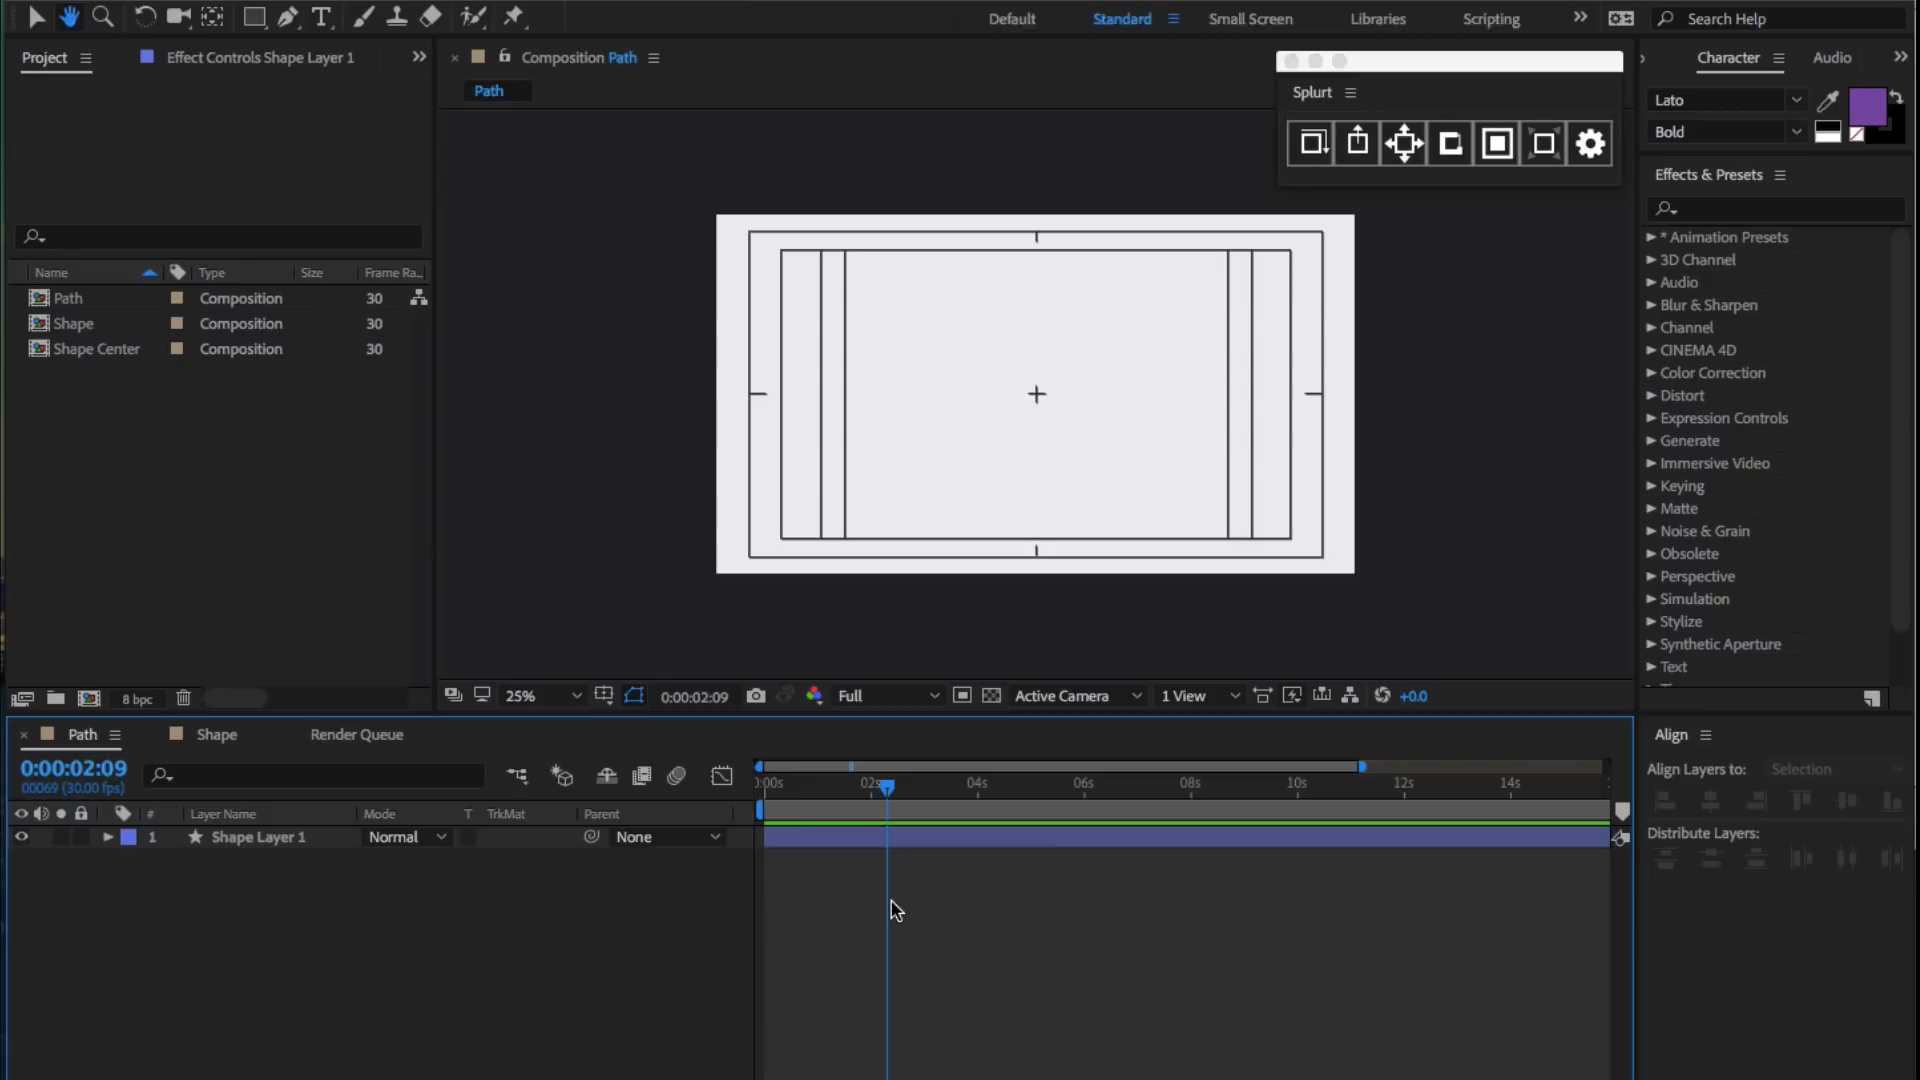 Default
Standard
Small Screen
Libraries
Scripting
Search Help
Project
Effect Controls Shape Layer 1
Composition Path
Path
Splurt
Character
Audio
Lato
Bold
Effects & Presets
Name
Type
Size
Frame Ra...
Path Composition 30
Shape Composition 30
Shape Center Composition 30
* Animation Presets
3D Channel
Audio
Blur & Sharpen
Channel
CINEMA 4D
Color Correction
Distort
Expression Controls
Generate
Immersive Video
Keying
Matte
Noise & Grain
Obsolete
Perspective
Simulation
Stylize
Synthetic Aperture
Text
8 bpc
25%
0:00:02:09
Full
Active Camera
1 View
+0.0
Path
Shape
Render Queue
0:00:02:09
00069 (30.00 fps)
:00s 02s 04s 06s 08s 10s 12s 14s
# Layer Name Mode T TrkMat Parent
1 Shape Layer 1 Normal None
Align
Align Layers to: Selection
Distribute Layers: